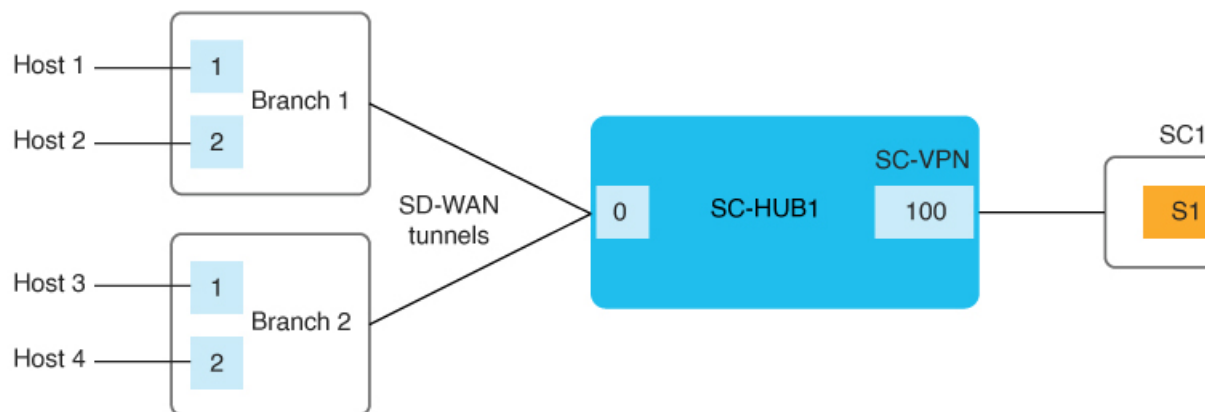 Host 1
1
Branch 1
Host 2
2
SD-WAN
tunnels
Host 3
1
Branch 2
Host 4
2
0
SC-HUB1
SC-VPN
100
SC1
S1